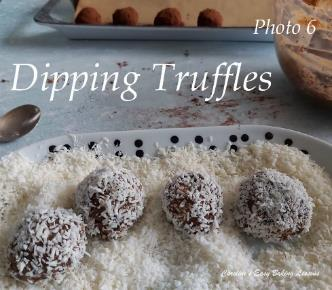 Photo 6
Dipping Truffles
Caroline's Easy Baking Lessons